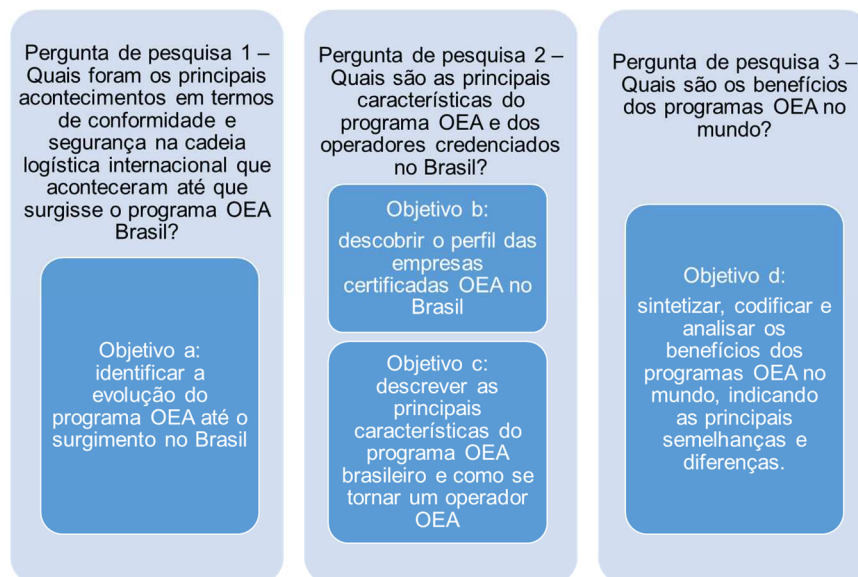 Pergunta de pesquisa 1 –
Quais foram os principais
acontecimentos em termos
de conformidade e
segurança na cadeia
logística internacional que
aconteceram até que
surgisse o programa OEA
Brasil?
Objetivo a:
identificar a
evolução do
programa OEA até o
surgimento no Brasil
Pergunta de pesquisa 2 –
Quais são as principais
características do
programa OEA e dos
operadores credenciados
no Brasil?
Objetivo b:
descobrir o perfil das
empresas
certificadas OEA no
Brasil
Objetivo c:
descrever as
principais
características do
programa OEA
brasileiro e como se
tornar um operador
OEA
Pergunta de pesquisa 3 –
Quais são os benefícios
dos programas OEA no
mundo?
Objetivo d:
sintetizar, codificar e
analisar os
benefícios dos
programas OEA no
mundo, indicando
as principais
semelhanças e
diferenças.